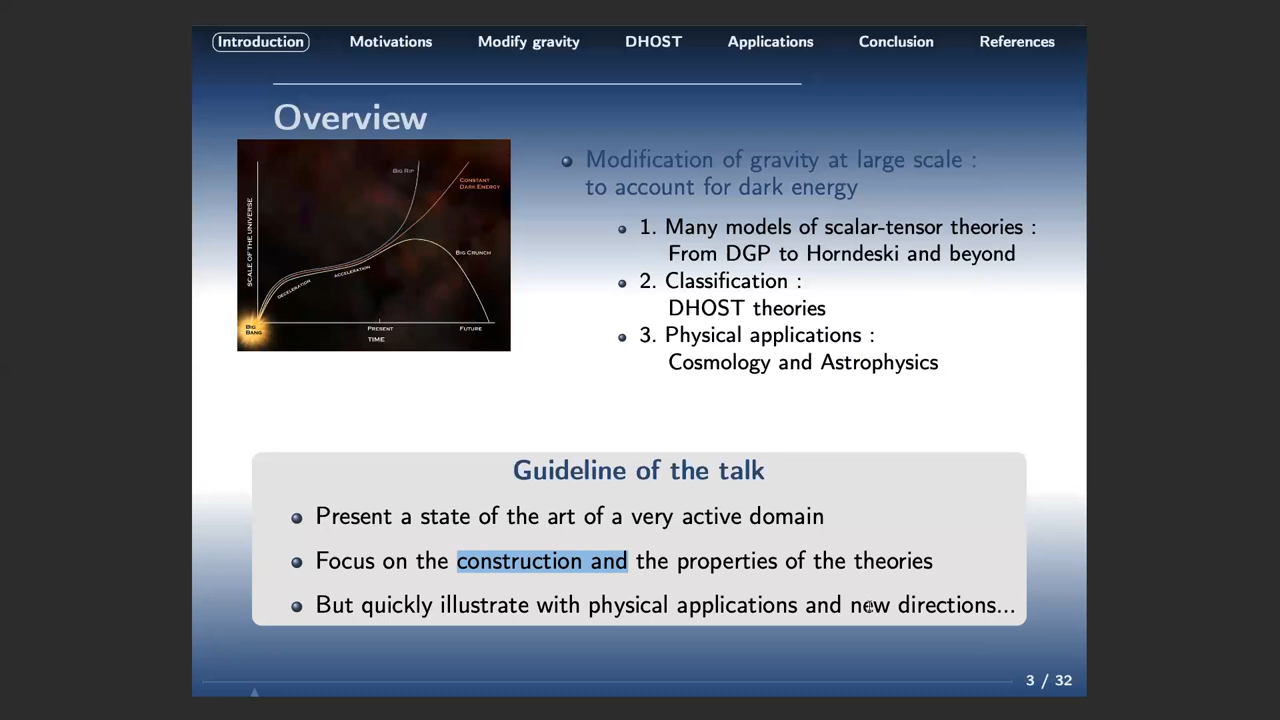 Introduction Motivations Modify gravity DHOST Applications Conclusion References
Overview
BIG RIP
CONSTANT
DARK ENERGY
SCALE OF THE UNIVERSE
BIG CRUNCH
ACCELERATION
DECELERATION
BIG
BANG
PRESENT
FUTURE
TIME
Modification of gravity at large scale :
to account for dark energy
1. Many models of scalar-tensor theories :
From DGP to Horndeski and beyond
2. Classification :
DHOST theories
3. Physical applications :
Cosmology and Astrophysics
Guideline of the talk
Present a state of the art of a very active domain
Focus on the construction and the properties of the theories
But quickly illustrate with physical applications and new directions...
3 / 32